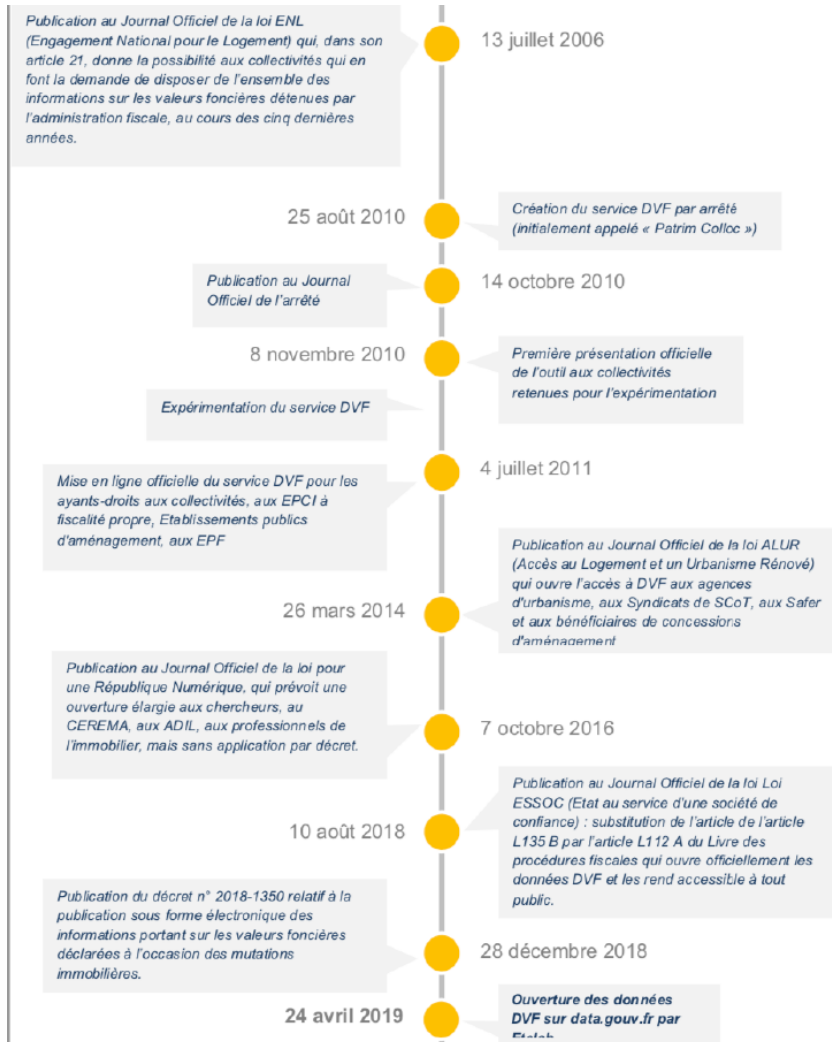 Publication au Journal Officiel de la loi ENL
(Engagement National pour le Logement) qui, dans son
article 21, donne la possibilité aux collectivités qui en
font la demande de disposer de l'ensemble des
informations sur les valeurs foncières détenues par
l'administration fiscale, au cours des cinq dernières
années.
13 juillet 2006
25 août 2010
Création du service DVF par arrêté
(initialement appelé « Patrim Colloc »)
Publication au Journal
Officiel de l'arrêté
14 octobre 2010
8 novembre 2010
Première présentation officielle
de l'outil aux collectivités
retenues pour l'expérimentation
Expérimentation du service DVF
4 juillet 2011
Mise en ligne officielle du service DVF pour les
ayants-droits aux collectivités, aux EPCI à
fiscalité propre, Etablissements publics
d'aménagement, aux EPF
26 mars 2014
Publication au Journal Officiel de la loi ALUR
(Accès au Logement et un Urbanisme Rénové)
qui ouvre l'accès à DVF aux agences
d'urbanisme, aux Syndicats de SCoT, aux Safer
et aux bénéficiaires de concessions
d'aménagement
Publication au Journal Officiel de la loi pour
une République Numérique, qui prévoit une
ouverture élargie aux chercheurs, au
CEREMA, aux ADIL, aux professionnels de
l'immobilier, mais sans application par décret.
7 octobre 2016
10 août 2018
Publication au Journal Officiel de la loi Loi
ESSOC (Etat au service d'une société de
confiance) : substitution de l'article de l'article
L135 B par l'article L112 A du Livre des
procédures fiscales qui ouvre officiellement les
données DVF et les rend accessible à tout
public.
Publication du décret n° 2018-1350 relatif à la
publication sous forme électronique des
informations portant sur les valeurs foncières
déclarées à l'occasion des mutations
immobilières.
28 décembre 2018
24 avril 2019
Ouverture des données
DVF sur data.gouv.fr par